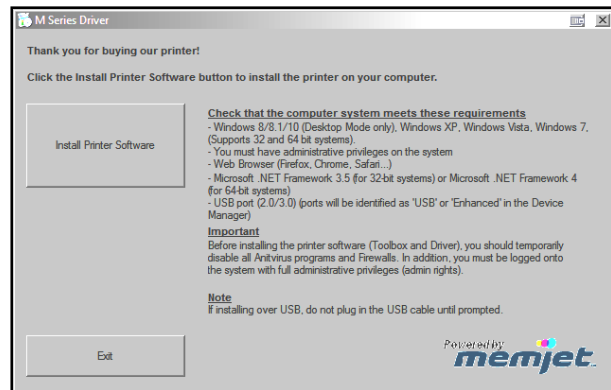 M Series Driver
Thank you for buying our printer!
Click the Install Printer Software button to install the printer on your computer.
Install Printer Software
Check that the computer system meets these requirements
- Windows 8/8.1/10 (Desktop Mode only), Windows XP, Windows Vista, Windows 7,
(Supports 32 and 64 bit systems).
- You must have administrative privileges on the system
- Web Browser (Firefox, Chrome, Safari...)
- Microsoft .NET Framework 3.5 (for 32-bit systems) or Microsoft .NET Framework 4
(for 64-bit systems)
- USB port (2.0/3.0) (ports will be identified as 'USB' or 'Enhanced' in the Device
Manager)
Important
Before installing the printer software (Toolbox and Driver), you should temporarily
disable all Anitvirus programs and Firewalls. In addition, you must be logged onto
the system with full administrative privileges (admin rights).
Note
If installing over USB, do not plug in the USB cable until prompted.
Exit
Powered by
memjet